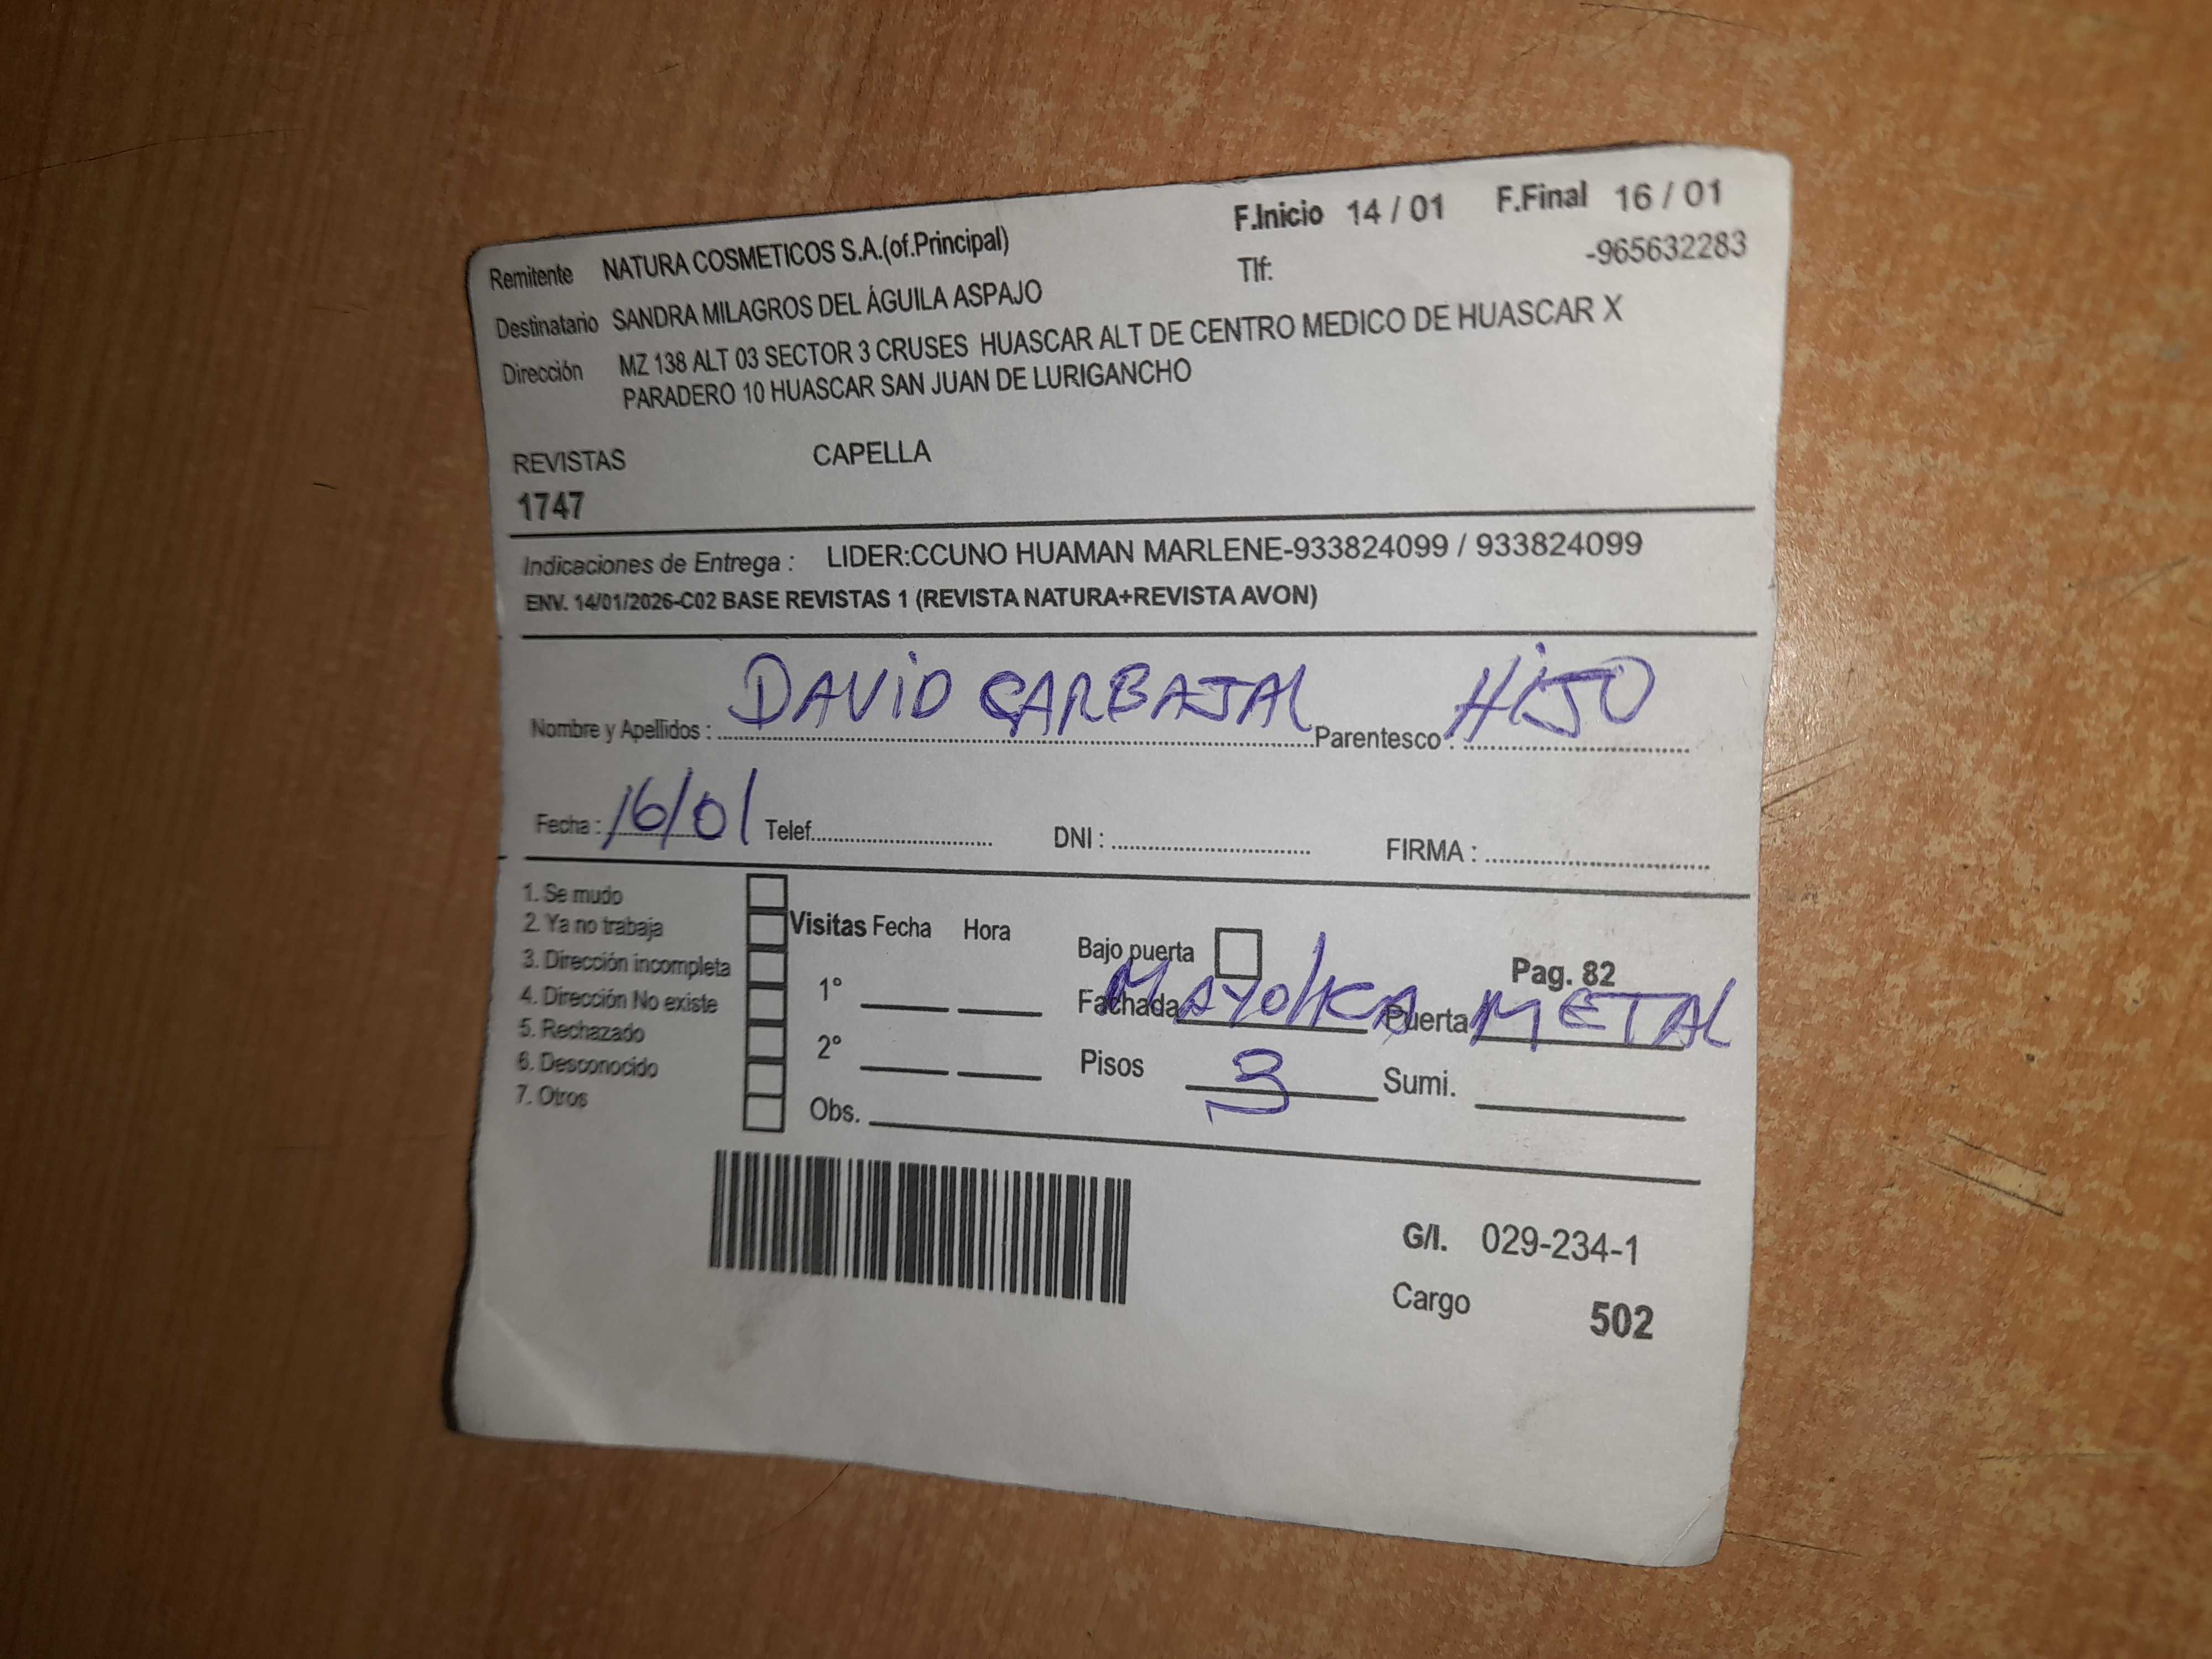 F.Inicio 14 / 01 F.Final 16 / 01
Remitente NATURA COSMETICOS S.A.(of.Principal)
Tlf: -965632283
Destinatario SANDRA MILAGROS DEL ÁGUILA ASPAJO
Dirección MZ 138 ALT 03 SECTOR 3 CRUSES HUASCAR ALT DE CENTRO MEDICO DE HUASCAR X
PARADERO 10 HUASCAR SAN JUAN DE LURIGANCHO
REVISTAS CAPELLA
1747
Indicaciones de Entrega : LIDER:CCUNO HUAMAN MARLENE-933824099 / 933824099
ENV. 14/01/2026-C02 BASE REVISTAS 1 (REVISTA NATURA+REVISTA AVON)
Nombre y Apellidos : DAViD CARBAJAL Parentesco : HiJO
Fecha : 16/01 Telef. DNI : FIRMA :
1. Se mudo
2. Ya no trabaja
3. Dirección incompleta
4. Dirección No existe
5. Rechazado
6. Desconocido
7. Otros
Visitas Fecha Hora
1°
2°
Obs.
Bajo puerta Pag. 82
Fachada MAYOLICA Puerta METAL
Pisos 3 Sumi.
G/I. 029-234-1
Cargo 502